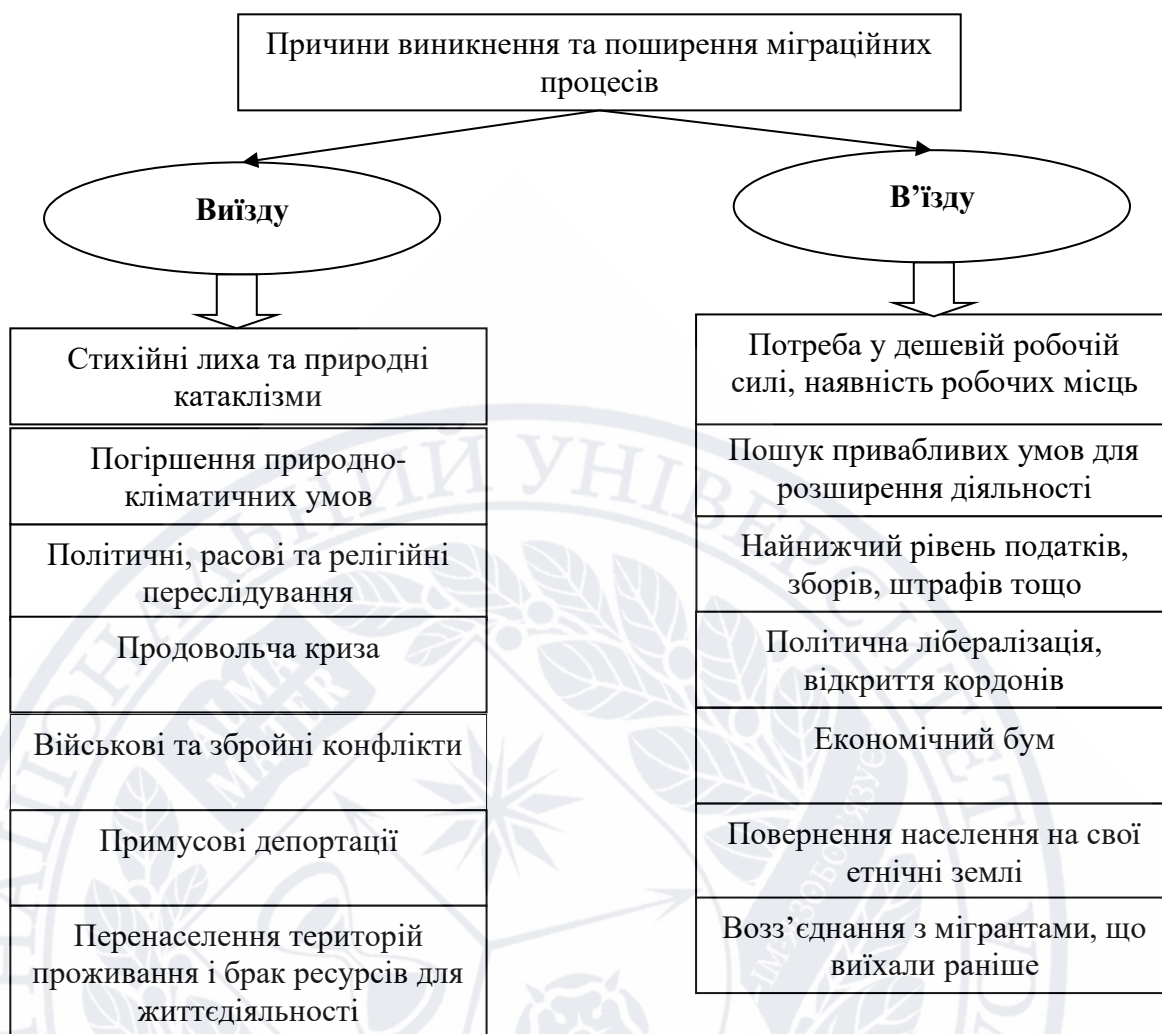 Причини виникнення та поширення міграційних
процесів
Виїзду
В’їзду
Стихійні лиха та природні
катаклізми
Погіршення природно-
кліматичних умов
Політичні, расові та релігійні
переслідування
Продовольча криза
Військові та збройні конфлікти
Примусові депортації
Перенаселення територій
проживання і брак ресурсів для
життєдіяльності
Потреба у дешевій робочій
силі, наявність робочих місць
Пошук привабливих умов для
розширення діяльності
Найнижчий рівень податків,
зборів, штрафів тощо
Політична лібералізація,
відкриття кордонів
Економічний бум
Повернення населення на свої
етнічні землі
Возз’єднання з мігрантами, що
виїхали раніше
ALMA
MATER